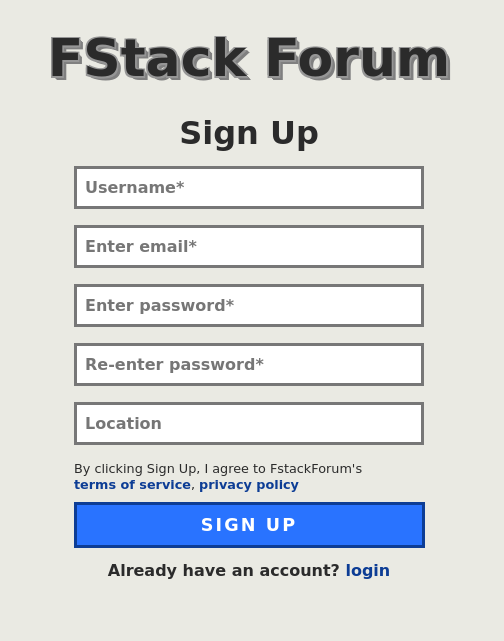 FStack Forum
Sign Up
Username*
Enter email*
Enter password*
Re-enter password*
Location
By clicking Sign Up, I agree to FstackForum's
terms of service, privacy policy
SIGN UP
Already have an account? login